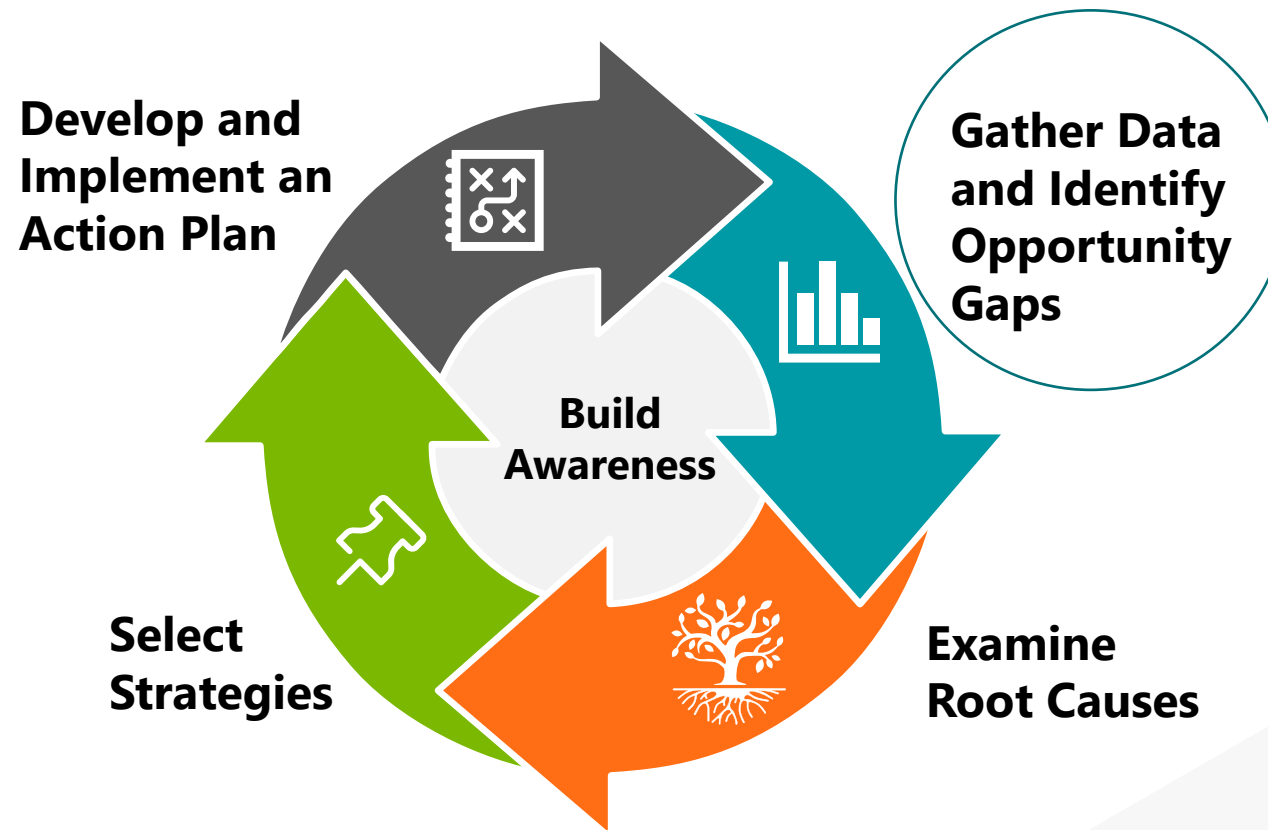 Develop and
Implement an
Action Plan
Gather Data
and Identify
Opportunity
Gaps
Build
Awareness
Select
Strategies
Examine
Root Causes